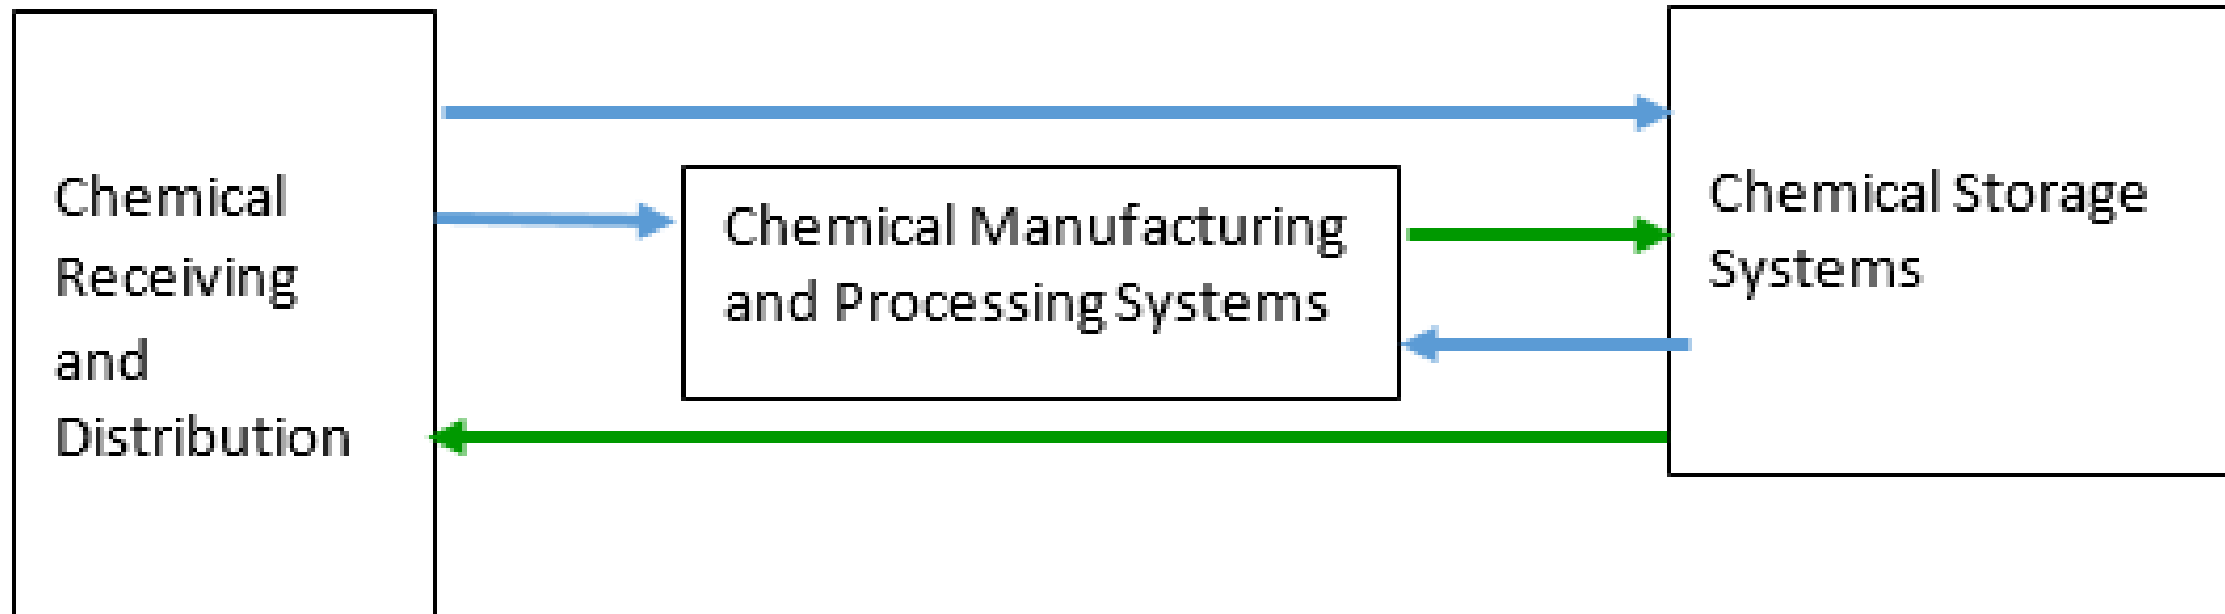 Chemical
Receiving
and
Distribution
Chemical Manufacturing
and Processing Systems
Chemical Storage
Systems